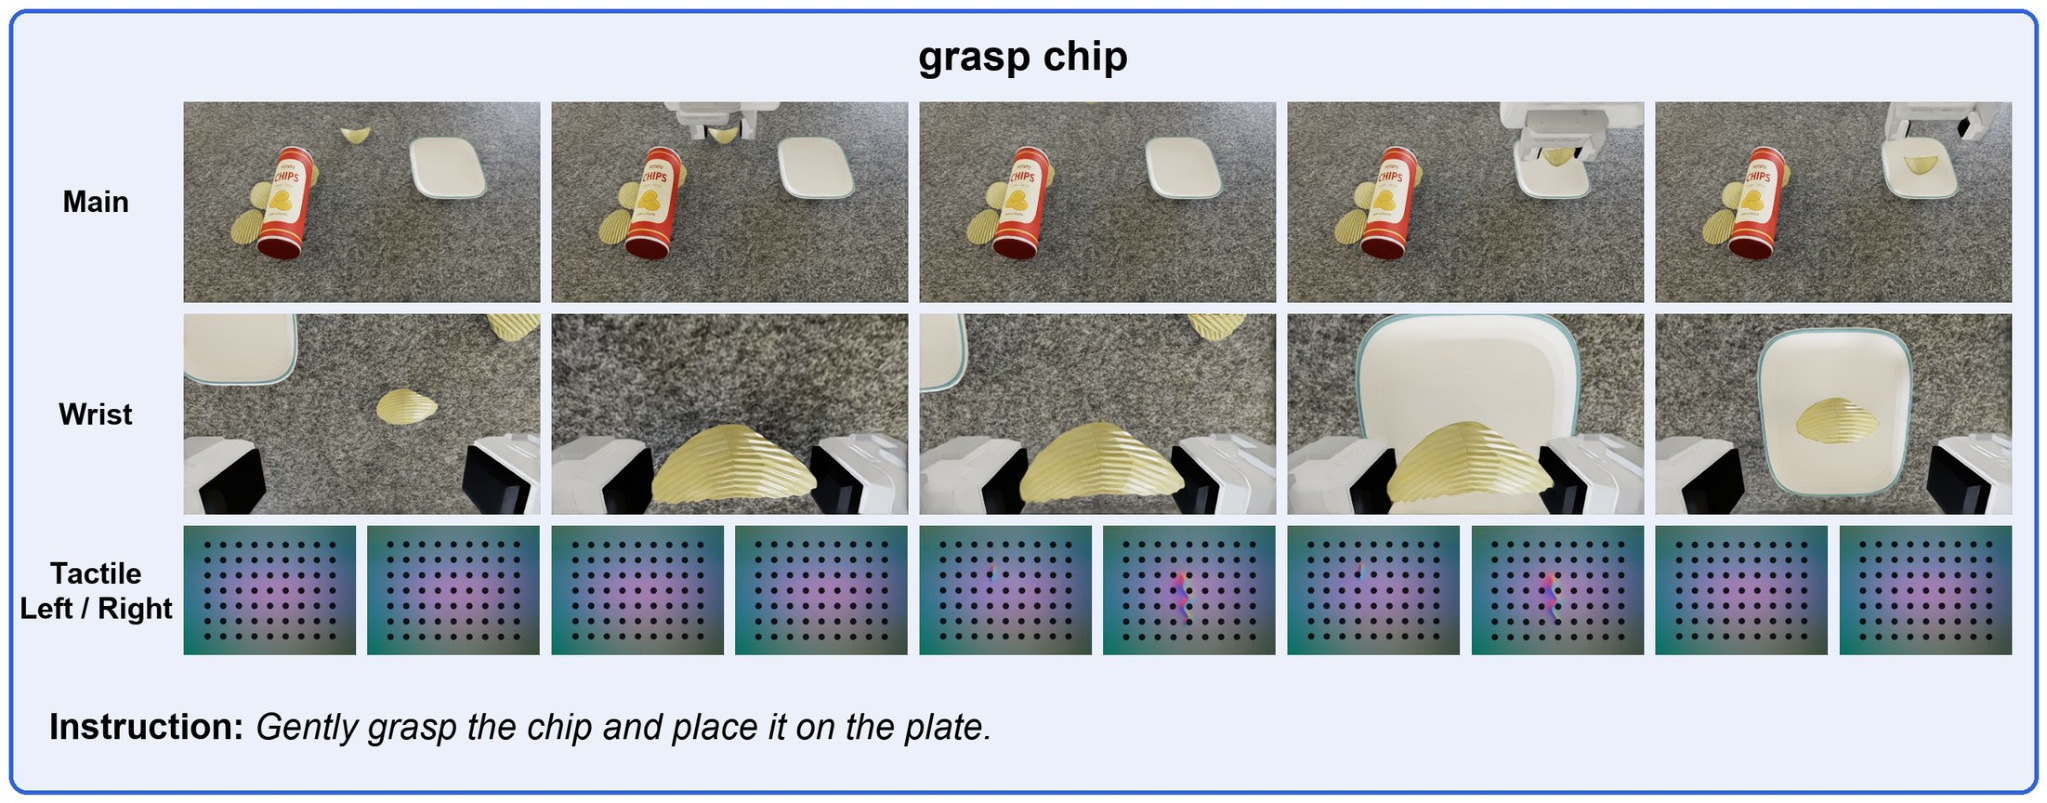 grasp chip
Main
CHIPS
CHIPS
CHIPS
CHIPS
CHIPS
Wrist
Tactile
Left / Right
Instruction: Gently grasp the chip and place it on the plate.